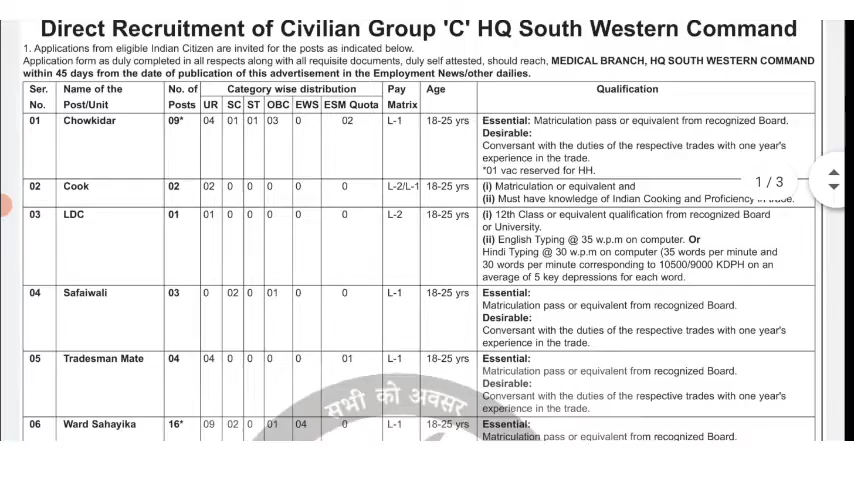 Direct Recruitment of Civilian Group 'C' HQ South Western Command
1. Applications from eligible Indian Citizen are invited for the posts as indicated below.
Application form as duly completed in all respects along with all requisite documents, duly self attested, should reach, MEDICAL BRANCH, HQ SOUTH WESTERN COMMAND
within 45 days from the date of publication of this advertisement in the Employment News/other dailies.
Ser. Name of the No. of Category wise distribution Pay Age Qualification
No. Post/Unit Posts UR SC ST OBC EWS ESM Quota Matrix
01 Chowkidar 09* 04 01 01 03 0 02 L-1 18-25 yrs Essential: Matriculation pass or equivalent from recognized Board.
Desirable:
Conversant with the duties of the respective trades with one year's
experience in the trade.
*01 vac reserved for HH.
1 / 3
02 Cook 02 02 0 0 0 0 0 L-2/L-1 18-25 yrs (i) Matriculation or equivalent and
(ii) Must have knowledge of Indian Cooking and Proficiency in trade.
03 LDC 01 01 0 0 0 0 0 L-2 18-25 yrs (i) 12th Class or equivalent qualification from recognized Board
or University.
(ii) English Typing @ 35 w.p.m on computer. Or
Hindi Typing @ 30 w.p.m on computer (35 words per minute and
30 words per minute corresponding to 10500/9000 KDPH on an
average of 5 key depressions for each word.
04 Safaiwali 03 0 02 0 01 0 0 L-1 18-25 yrs Essential:
Matriculation pass or equivalent from recognized Board.
Desirable:
Conversant with the duties of the respective trades with one year's
experience in the trade.
05 Tradesman Mate 04 04 0 0 0 0 01 L-1 18-25 yrs Essential:
Matriculation pass or equivalent from recognized Board.
Desirable:
Conversant with the duties of the respective trades with one year's
experience in the trade.
सभी को अवसर
06 Ward Sahayika 16* 09 02 0 01 04 0 L-1 18-25 yrs Essential:
Matriculation pass or equivalent from recognized Board.